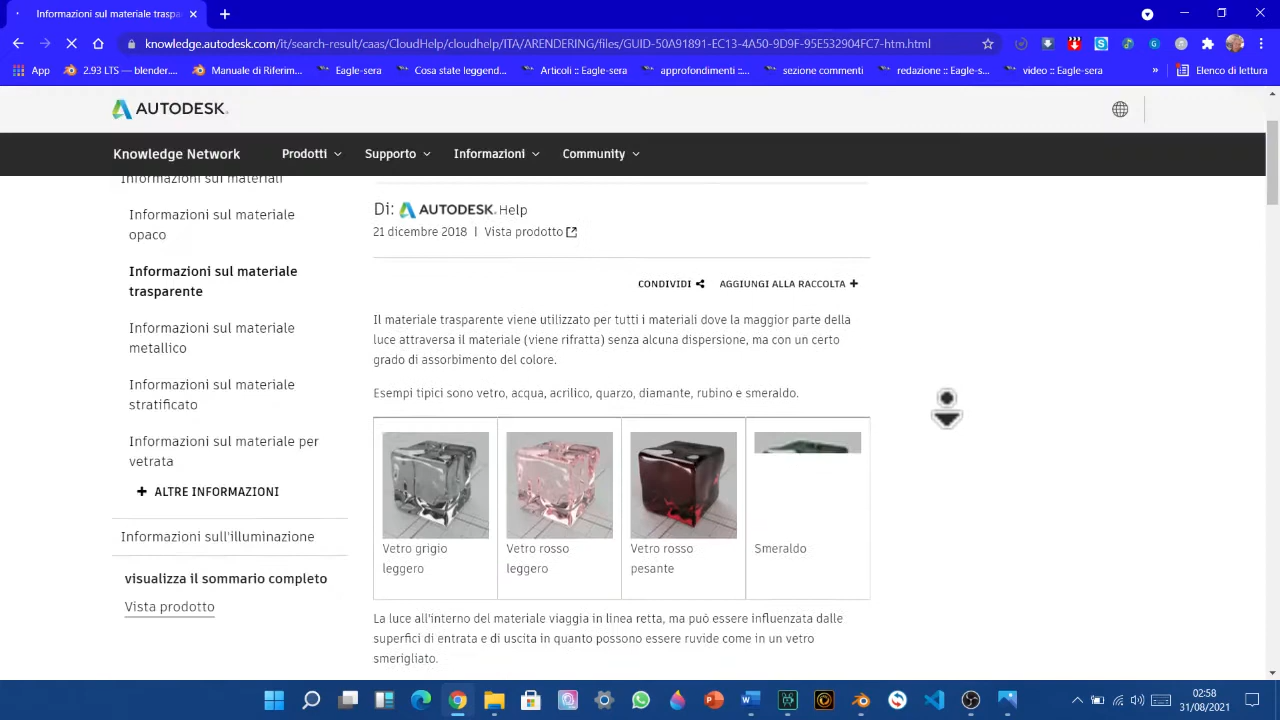 Informazioni sul materiale traspa
knowledge.autodesk.com/it/search-result/caas/CloudHelp/cloudhelp/ITA/ARENDERING/files/GUID-50A91891-EC13-4A50-9D9F-95E532904FC7-htm.html
App
2.93 LTS — blender....
Manuale di Riferim...
Eagle-sera
Cosa state leggend...
Articoli :: Eagle-sera
approfondimenti ::...
sezione commenti
redazione :: Eagle-s...
video :: Eagle-sera
»
Elenco di lettura
AUTODESK.
Knowledge Network
Prodotti
Supporto
Informazioni
Community
Informazioni sui materiali
Informazioni sul materiale
opaco
Informazioni sul materiale
trasparente
Informazioni sul materiale
metallico
Informazioni sul materiale
stratificato
Informazioni sul materiale per
vetrata
+ ALTRE INFORMAZIONI
Informazioni sull'illuminazione
visualizza il sommario completo
Vista prodotto
Di: AUTODESK. Help
21 dicembre 2018 | Vista prodotto
CONDIVIDI
AGGIUNGI ALLA RACCOLTA +
Il materiale trasparente viene utilizzato per tutti i materiali dove la maggior parte della
luce attraversa il materiale (viene rifratta) senza alcuna dispersione, ma con un certo
grado di assorbimento del colore.
Esempi tipici sono vetro, acqua, acrilico, quarzo, diamante, rubino e smeraldo.
Vetro grigio
leggero
Vetro rosso
leggero
Vetro rosso
pesante
Smeraldo
La luce all'interno del materiale viaggia in linea retta, ma può essere influenzata dalle
superfici di entrata e di uscita in quanto possono essere ruvide come in un vetro
smerigliato.
02:58
31/08/2021